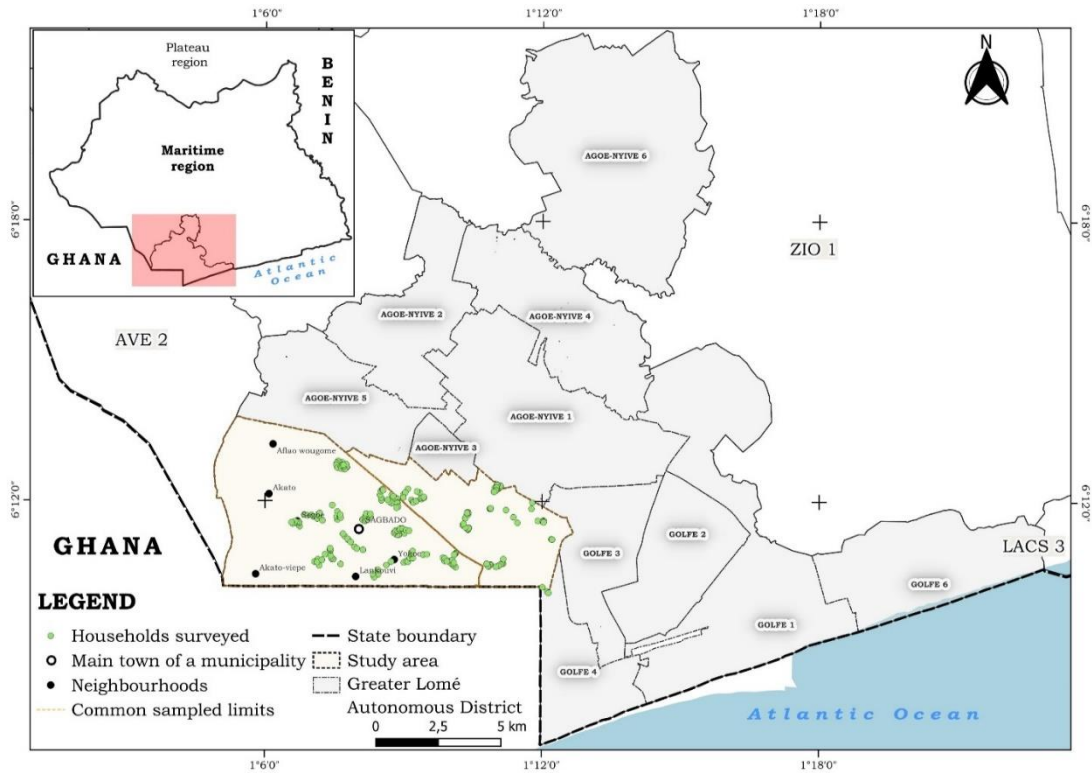 1°6'0"
1°12'0"
1°18'0"
Plateau
region
BENIN
Maritime
region
GHANA
Atlantic
Ocean
N
6°18'0"
6°18'0"
AGOE-NYIVE 6
ZIO 1
AGOE-NYIVE 2
AGOE-NYIVE 4
AVE 2
AGOE-NYIVE 5
AGOE-NYIVE 1
AGOE-NYIVE 3
Aflao wougome
Akato
6°12'0"
6°12'0"
SAGBADO
GHANA
GOLFE 3
GOLFE 2
LACS 3
Akato-viepe
Lankouvi
GOLFE 6
LEGEND
Households surveyed
Main town of a municipality
Neighbourhoods
Common sampled limits
State boundary
Study area
Greater Lomé
Autonomous District
0 2,5 5 km
GOLFE 1
GOLFE 4
Atlantic Ocean
1°6'0"
1°12'0"
1°18'0"